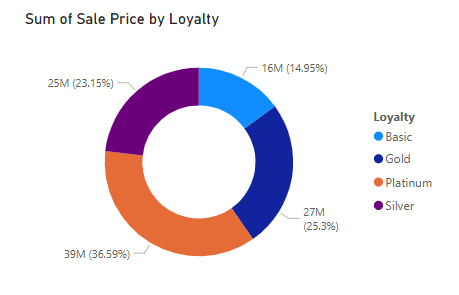 Sum of Sale Price by Loyalty
16M (14.95%)
25M (23.15%)
Loyalty
Basic
Gold
Platinum
Silver
27M
(25.3%)
39M (36.59%)